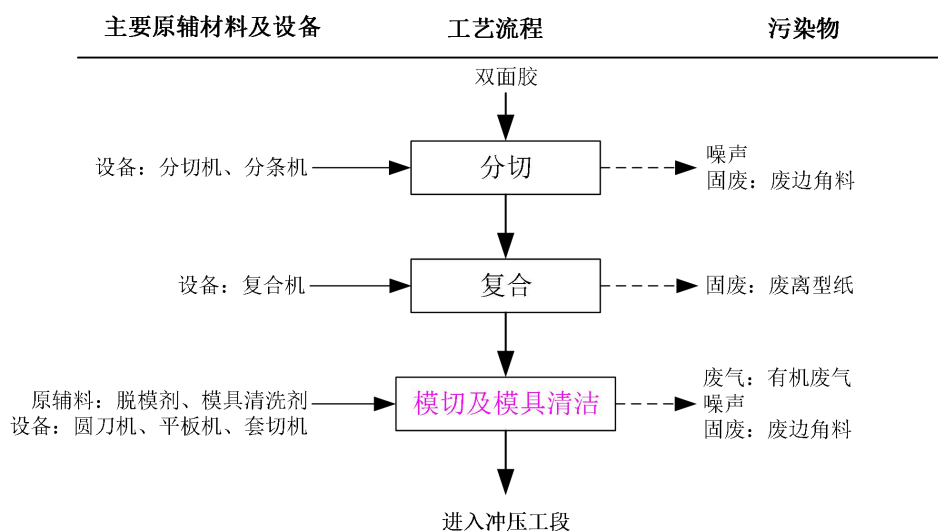 主要原辅材料及设备
工艺流程
污染物
双面胶
设备：分切机、分条机
分切
噪声
固废：废边角料
设备：复合机
复合
固废：废离型纸
原辅料：脱模剂、模具清洗剂
设备：圆刀机、平板机、套切机
模切及模具清洁
废气：有机废气
噪声
固废：废边角料
进入冲压工段